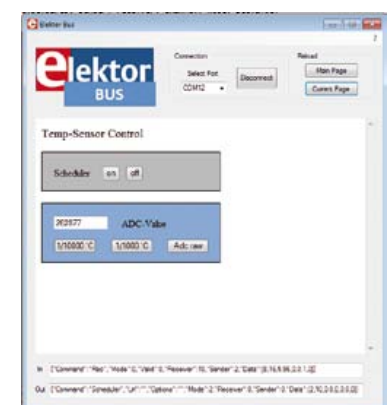 Elektor Bus
elektor
BUS
Connection
Select Port
COM12
Disconnect
Reload
Main Page
Current Page
?
Temp-Sensor Control
Scheduler on off
262877 ADC-Value
1/10000 °C 1/1000 °C Adc raw
In
Out